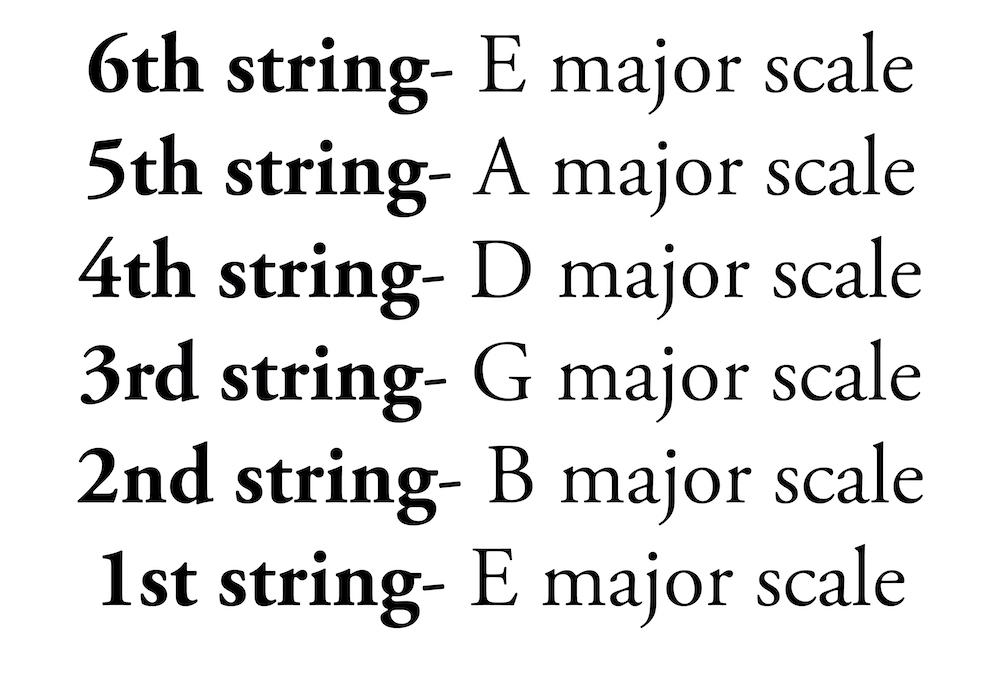 6th string- E major scale
5th string- A major scale
4th string- D major scale
3rd string- G major scale
2nd string- B major scale
1st string- E major scale